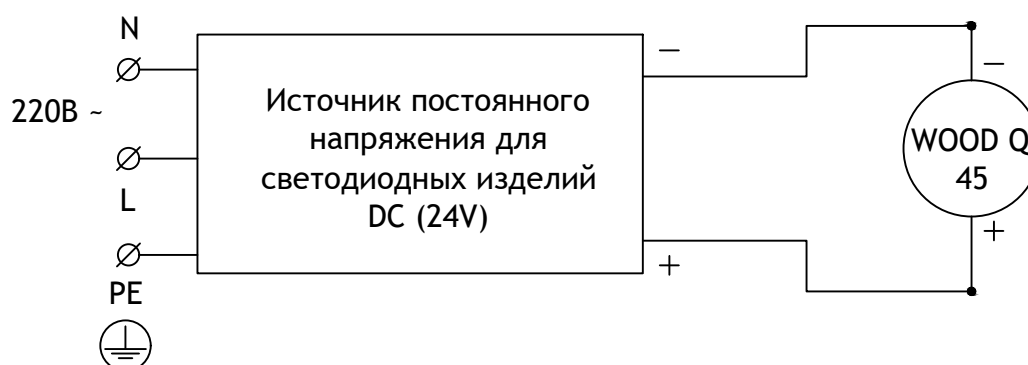 N
220В ~
L
PE
Источник постоянного
напряжения для
светодиодных изделий
DC (24V)
−
+
−
WOOD Q
45
+